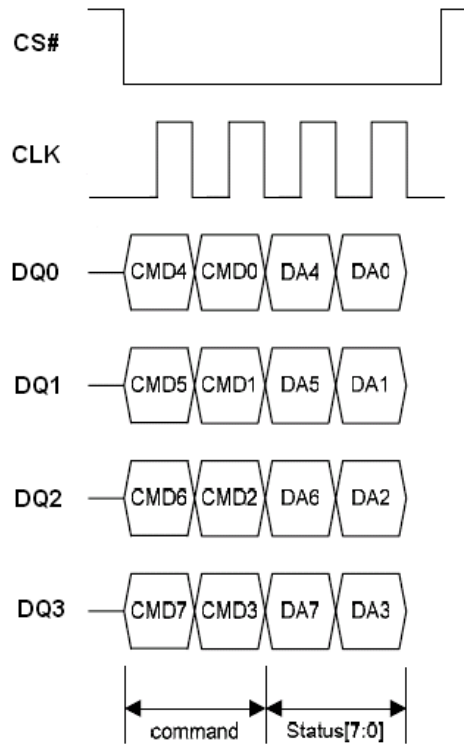 CS#
CLK
DQ0 CMD4 CMD0 DA4 DA0
DQ1 CMD5 CMD1 DA5 DA1
DQ2 CMD6 CMD2 DA6 DA2
DQ3 CMD7 CMD3 DA7 DA3
command Status[7:0]